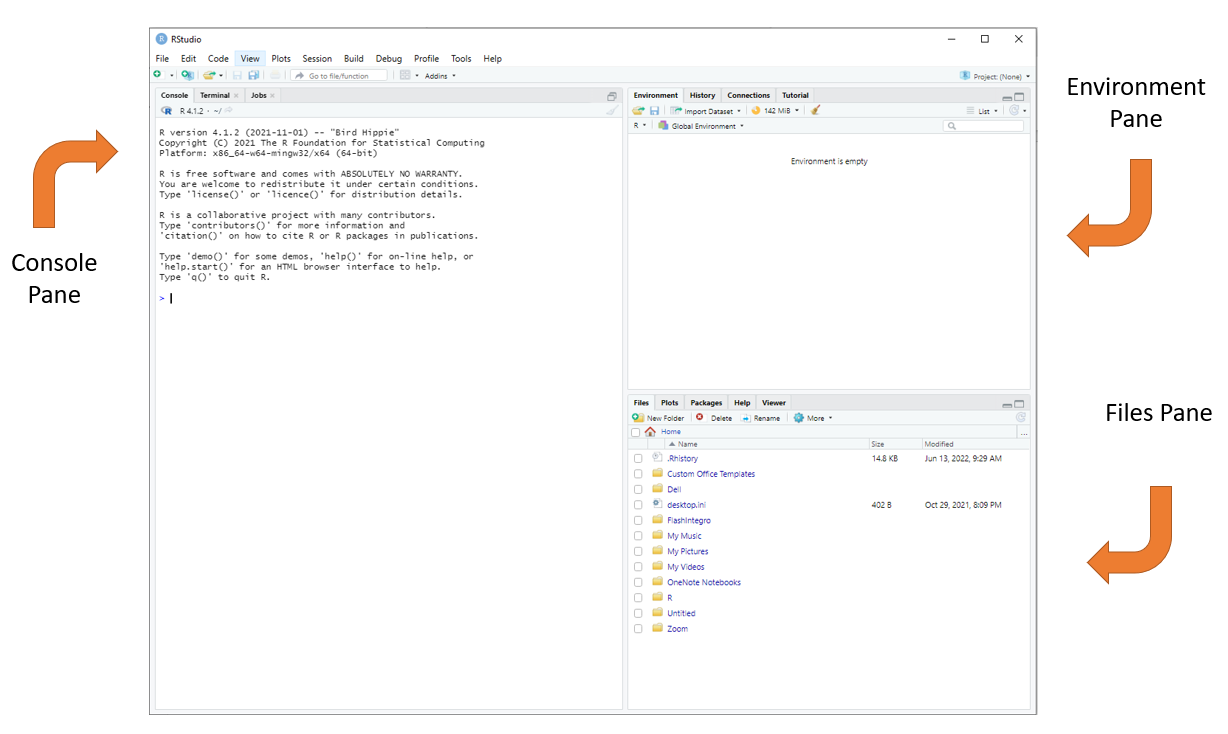 RStudio
File Edit Code View Plots Session Build Debug Profile Tools Help
Go to file/function Addins Project: (None)
Console Terminal Jobs
R 4.1.2 · ~/
R version 4.1.2 (2021-11-01) -- "Bird Hippie"
Copyright (C) 2021 The R Foundation for Statistical Computing
Platform: x86_64-w64-mingw32/x64 (64-bit)
R is free software and comes with ABSOLUTELY NO WARRANTY.
You are welcome to redistribute it under certain conditions.
Type 'license()' or 'licence()' for distribution details.
R is a collaborative project with many contributors.
Type 'contributors()' for more information and
'citation()' on how to cite R or R packages in publications.
Type 'demo()' for some demos, 'help()' for on-line help, or
'help.start()' for an HTML browser interface to help.
Type 'q()' to quit R.
>
Console
Pane
Environment History Connections Tutorial
Import Dataset 142 MiB List
R Global Environment
Environment is empty
Environment
Pane
Files Plots Packages Help Viewer
New Folder Delete Rename More
Home ...
Name Size Modified
.Rhistory 14.8 KB Jun 13, 2022, 9:29 AM
Custom Office Templates
Dell
desktop.ini 402 B Oct 29, 2021, 8:09 PM
FlashIntegro
My Music
My Pictures
My Videos
OneNote Notebooks
R
Untitled
Zoom
Files Pane